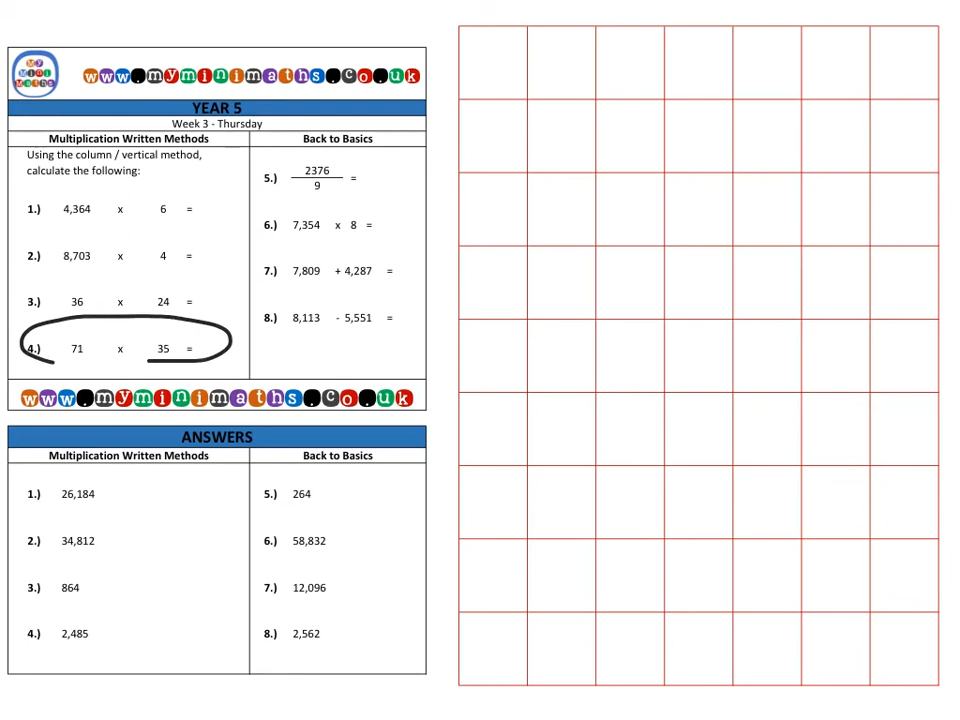 My
Mini
Maths
www.myminimaths.co.uk
YEAR 5
Week 3 - Thursday
Multiplication Written Methods
Using the column / vertical method,
calculate the following:
1.) 4,364 x 6 =
2.) 8,703 x 4 =
3.) 36 x 24 =
4.) 71 x 35 =
Back to Basics
5.) 2376
9 =
6.) 7,354 x 8 =
7.) 7,809 + 4,287 =
8.) 8,113 - 5,551 =
www.myminimaths.co.uk
ANSWERS
Multiplication Written Methods
1.) 26,184
2.) 34,812
3.) 864
4.) 2,485
Back to Basics
5.) 264
6.) 58,832
7.) 12,096
8.) 2,562